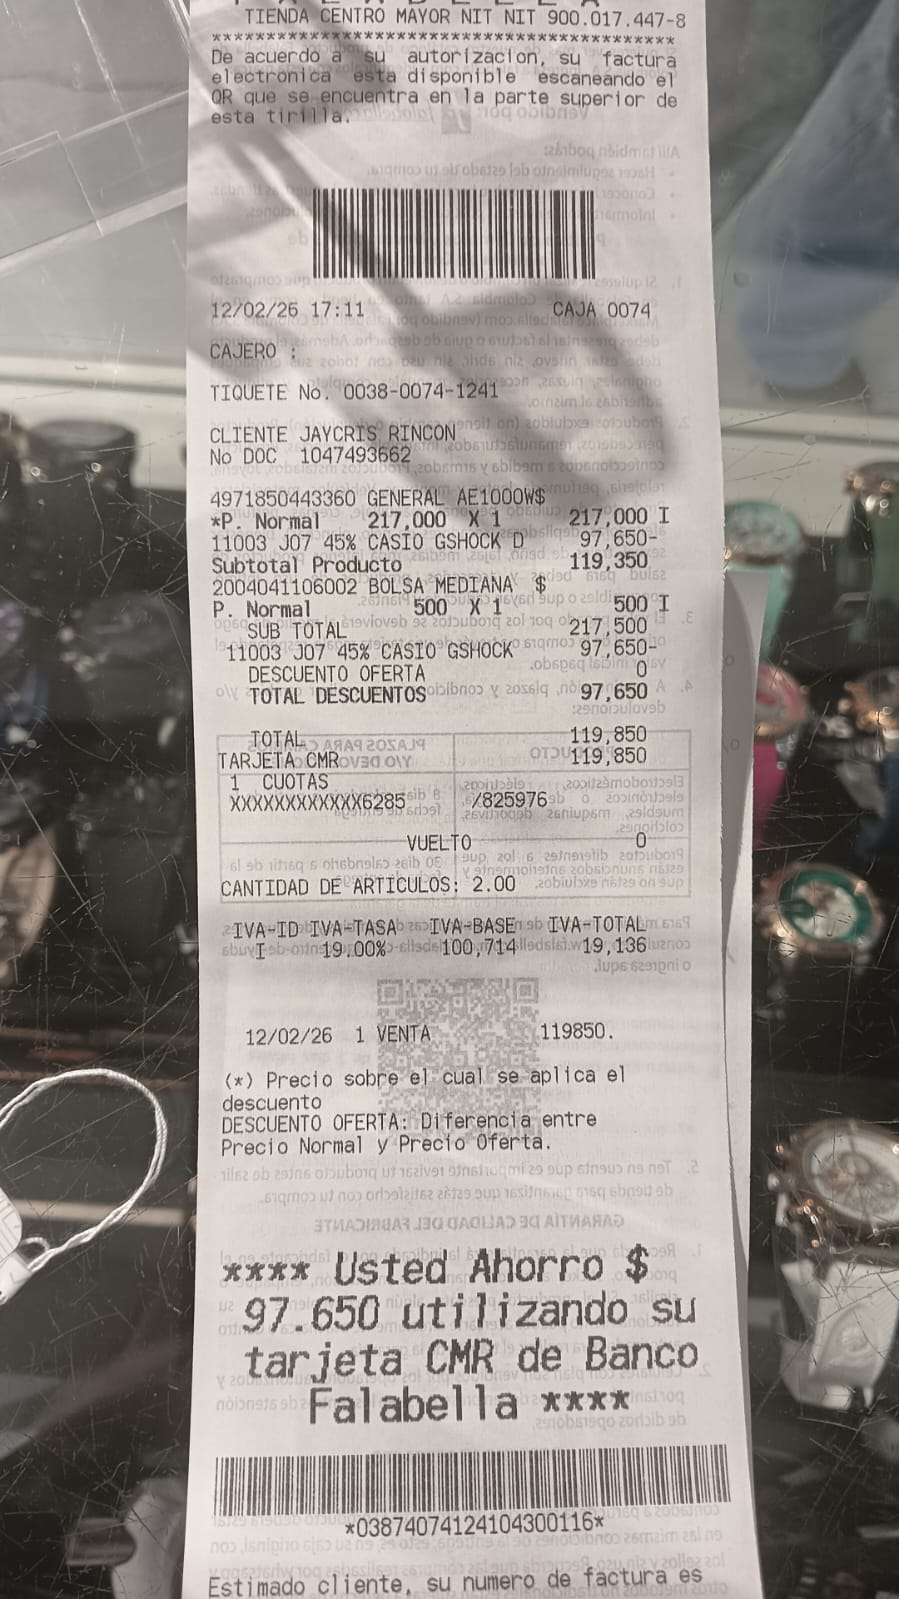 TIENDA CENTRO MAYOR NIT NIT 900.017.447-8
******************************************
De acuerdo a su autorizacion, su factura
electronica esta disponible escaneando el
QR que se encuentra en la parte superior de
esta tirilla.
12/02/26 17:11 CAJA 0074
CAJERO :
TIQUETE No. 0038-0074-1241
CLIENTE JAYCRIS RINCON
No DOC 1047493662
4971850443360 GENERAL AE1000W$
*P. Normal 217,000 X 1 217,000 I
11003 J07 45% CASIO GSHOCK D 97,650-
Subtotal Producto 119,350
2004041106002 BOLSA MEDIANA $
P. Normal 500 X 1 500 I
SUB TOTAL 217,500
11003 J07 45% CASIO GSHOCK 97,650-
DESCUENTO OFERTA 0
TOTAL DESCUENTOS 97,650
TOTAL 119,850
TARJETA CMR 119,850
1 CUOTAS
XXXXXXXXXXXX6285 /825976
VUELTO 0
CANTIDAD DE ARTICULOS: 2.00
IVA-ID IVA-TASA IVA-BASE IVA-TOTAL
I 19.00% 100,714 19,136
12/02/26 1 VENTA 119850.
(*) Precio sobre el cual se aplica el
descuento
DESCUENTO OFERTA: Diferencia entre
Precio Normal y Precio Oferta.
**** Usted Ahorro $
97.650 utilizando su
tarjeta CMR de Banco
Falabella ****
*03874074124104300116*
Estimado cliente, su numero de factura es